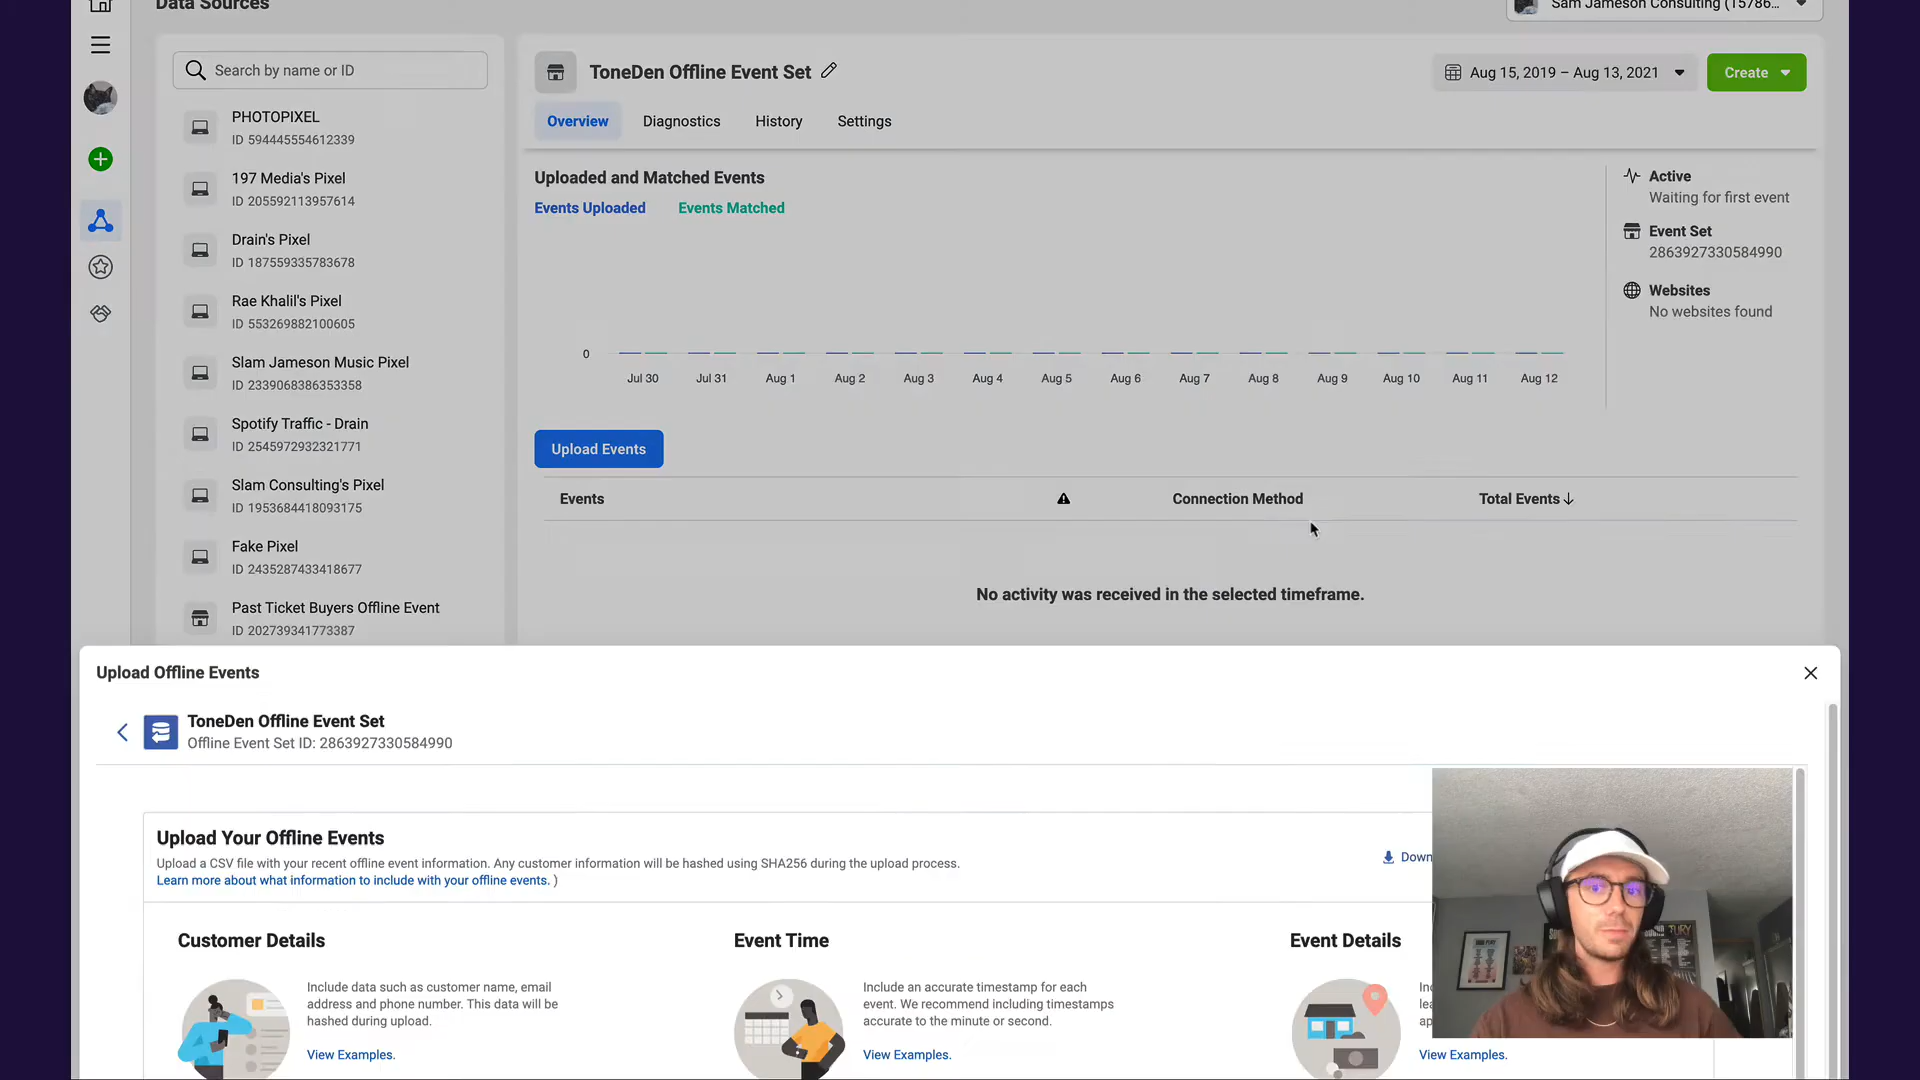 Data Sources
Sam Jameson Consulting (15786...
Search by name or ID
PHOTOPIXEL
ID 594445554612339
197 Media's Pixel
ID 205592113957614
Drain's Pixel
ID 187559335783678
Rae Khalil's Pixel
ID 553269882100605
Slam Jameson Music Pixel
ID 2339068386353358
Spotify Traffic - Drain
ID 2545972932321771
Slam Consulting's Pixel
ID 1953684418093175
Fake Pixel
ID 2435287433418677
Past Ticket Buyers Offline Event
ID 202739341773387
ToneDen Offline Event Set
Aug 15, 2019 – Aug 13, 2021
Create
Overview
Diagnostics
History
Settings
Uploaded and Matched Events
Events Uploaded
Events Matched
0
Jul 30
Jul 31
Aug 1
Aug 2
Aug 3
Aug 4
Aug 5
Aug 6
Aug 7
Aug 8
Aug 9
Aug 10
Aug 11
Aug 12
Active
Waiting for first event
Event Set
2863927330584990
Websites
No websites found
Upload Events
Events
Connection Method
Total Events
No activity was received in the selected timeframe.
Upload Offline Events
ToneDen Offline Event Set
Offline Event Set ID: 2863927330584990
Upload Your Offline Events
Upload a CSV file with your recent offline event information. Any customer information will be hashed using SHA256 during the upload process.
Learn more about what information to include with your offline events. )
Down
Customer Details
Include data such as customer name, email
address and phone number. This data will be
hashed during upload.
View Examples.
Event Time
Include an accurate timestamp for each
event. We recommend including timestamps
accurate to the minute or second.
View Examples.
Event Details
View Examples.